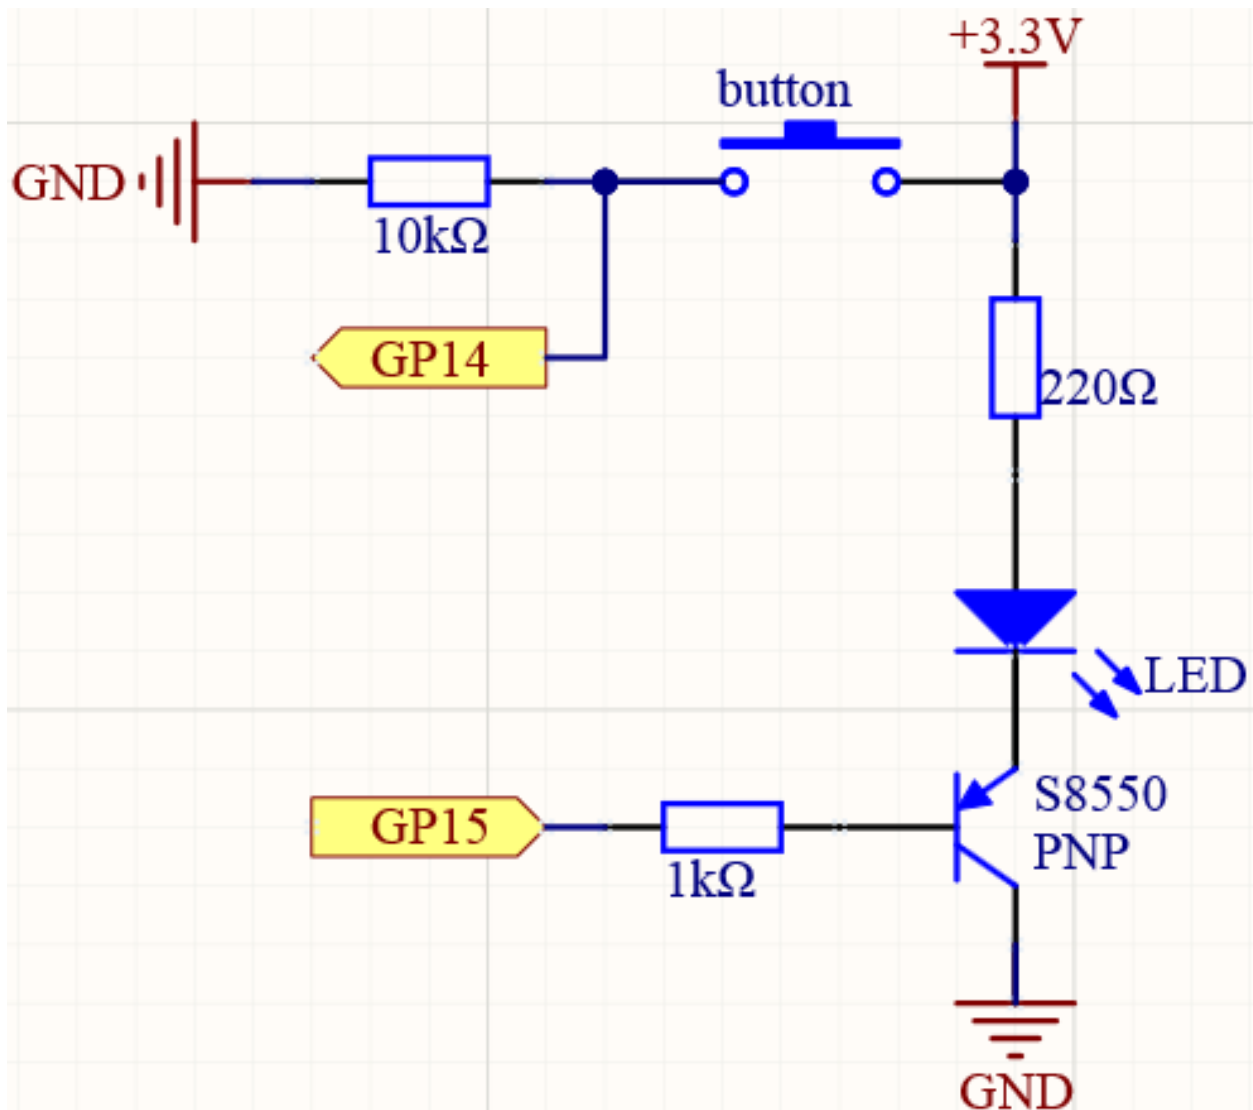 +3.3V
button
GND
10kΩ
GP14
220Ω
LED
S8550
PNP
GP15
1kΩ
GND